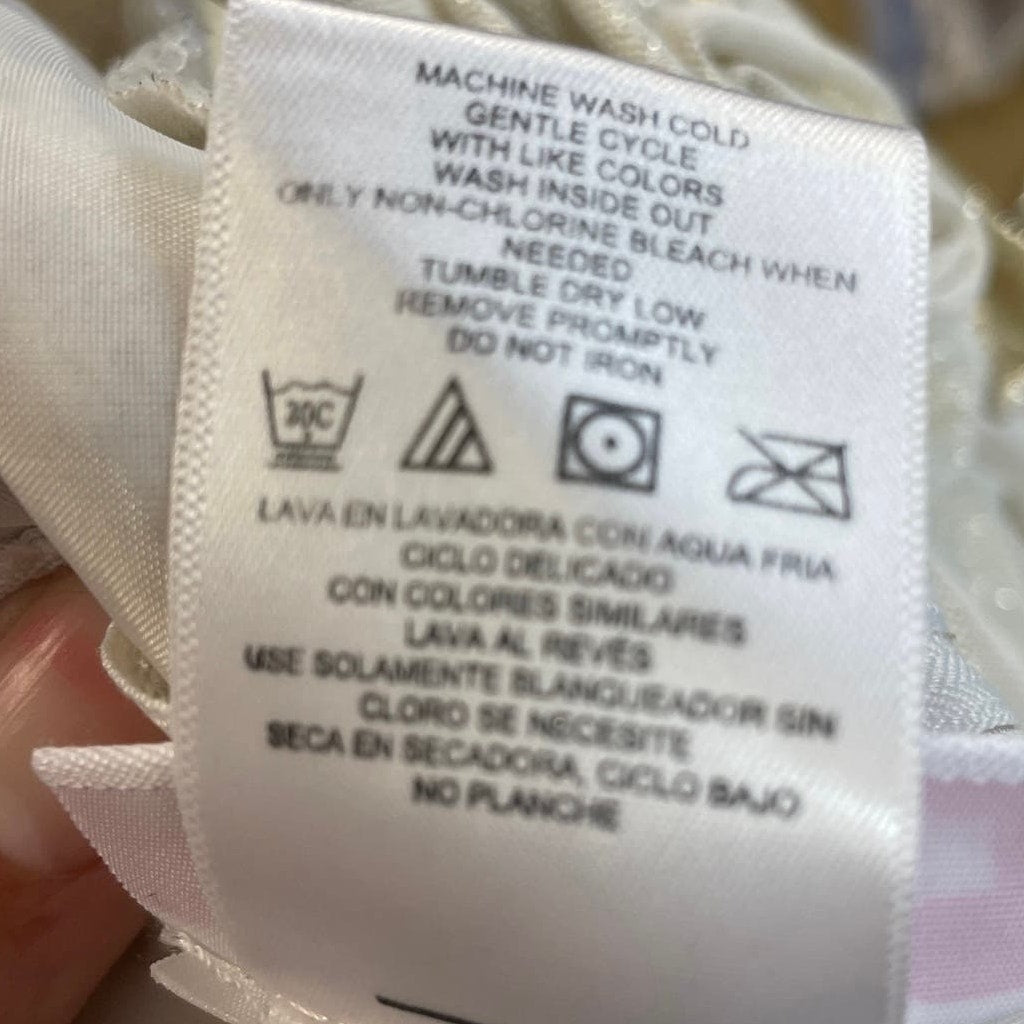 MACHINE WASH COLD
GENTLE CYCLE
WITH LIKE COLORS
WASH INSIDE OUT
ONLY NON-CHLORINE BLEACH WHEN
NEEDED
TUMBLE DRY LOW
REMOVE PROMPTLY
DO NOT IRON
30C
LAVA EN LAVADORA CON AQUA FRIA
CICLO DELICADO
CON COLORES SIMILARES
LAVA AL REVÉS
USE SOLAMENTE BLANQUEADOR SIN
CLORO SE NECESITE
SECA EN SECADORA, CICLO BAJO
NO PLANCHE